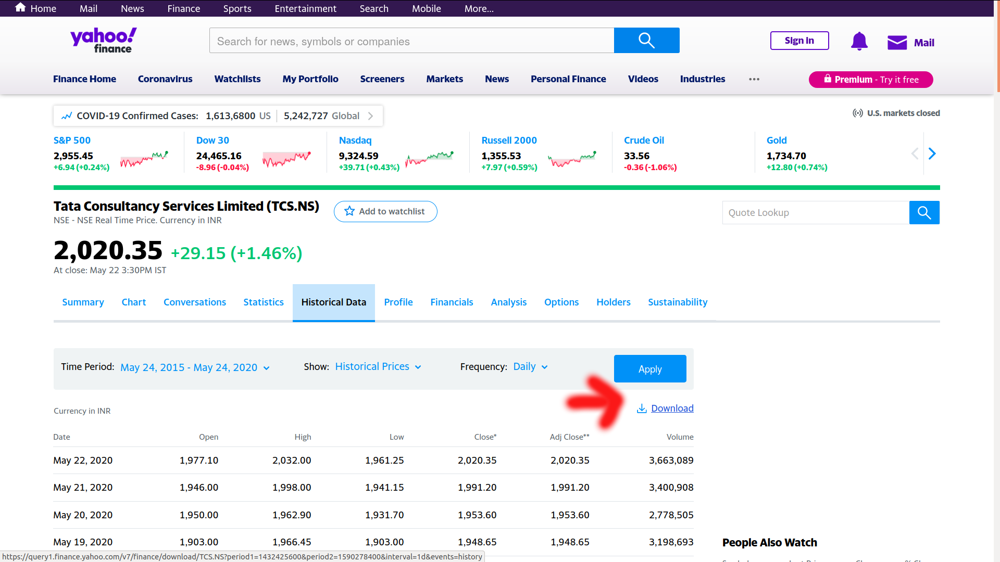 Home Mail News Finance Sports Entertainment Search Mobile More...
yahoo!
finance
Search for news, symbols or companies
Sign in
Mail
Finance Home Coronavirus Watchlists My Portfolio Screeners Markets News Personal Finance Videos Industries ••• Premium - Try it free
COVID-19 Confirmed Cases: 1,613,6800 US 5,242,727 Global
U.S. markets closed
S&P 500 Dow 30 Nasdaq Russell 2000 Crude Oil Gold
2,955.45 24,465.16 9,324.59 1,355.53 33.56 1,734.70
+6.94 (+0.24%) -8.96 (-0.04%) +39.71 (+0.43%) +7.97 (+0.59%) -0.36 (-1.06%) +12.80 (+0.74%)
Tata Consultancy Services Limited (TCS.NS)
Add to watchlist
Quote Lookup
NSE - NSE Real Time Price. Currency in INR
2,020.35 +29.15 (+1.46%)
At close: May 22 3:30PM IST
Summary Chart Conversations Statistics Historical Data Profile Financials Analysis Options Holders Sustainability
Time Period: May 24, 2015 - May 24, 2020 Show: Historical Prices Frequency: Daily Apply
Currency in INR
Download
Date Open High Low Close* Adj Close** Volume
May 22, 2020 1,977.10 2,032.00 1,961.25 2,020.35 2,020.35 3,663,089
May 21, 2020 1,946.00 1,998.00 1,941.15 1,991.20 1,991.20 3,400,908
May 20, 2020 1,950.00 1,962.90 1,931.70 1,953.60 1,953.60 2,778,505
May 19, 2020 1,903.00 1,966.45 1,903.00 1,948.65 1,948.65 3,198,693
People Also Watch
https://query1.finance.yahoo.com/v7/finance/download/TCS.NS?period1=1432425600&period2=1590278400&interval=1d&events=history